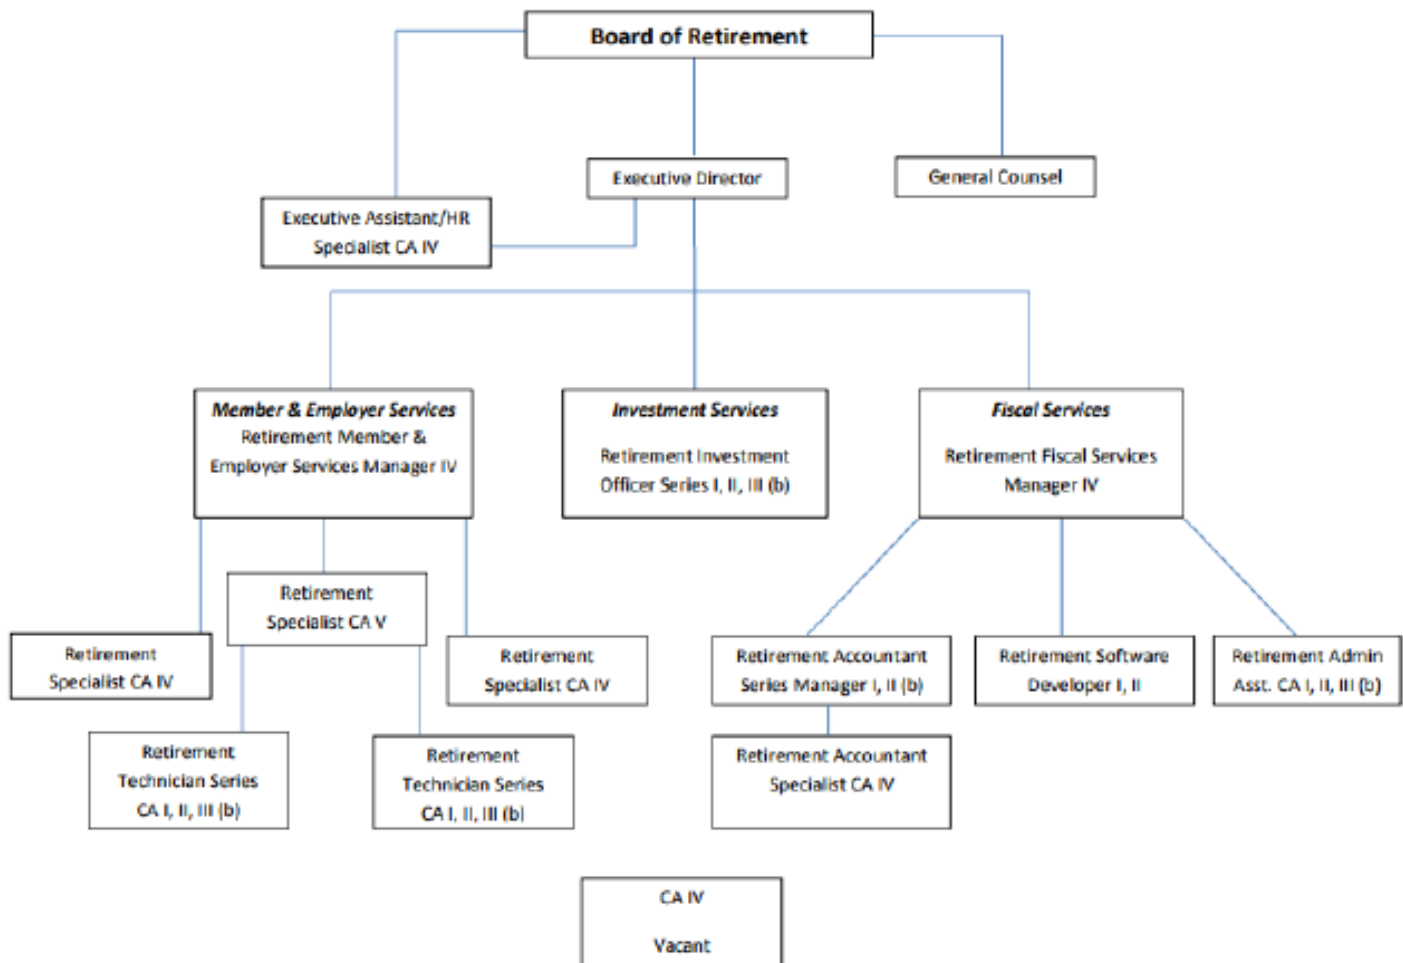 Board of Retirement
Executive Director
General Counsel
Executive Assistant/HR
Specialist CA IV
Member & Employer Services
Retirement Member &
Employer Services Manager IV
Investment Services
Retirement Investment
Officer Series I, II, III (b)
Fiscal Services
Retirement Fiscal Services
Manager IV
Retirement
Specialist CA V
Retirement
Specialist CA IV
Retirement
Specialist CA IV
Retirement Accountant
Series Manager I, II (b)
Retirement Software
Developer I, II
Retirement Admin
Asst. CA I, II, III (b)
Retirement
Technician Series
CA I, II, III (b)
Retirement
Technician Series
CA I, II, III (b)
Retirement Accountant
Specialist CA IV
CA IV
Vacant